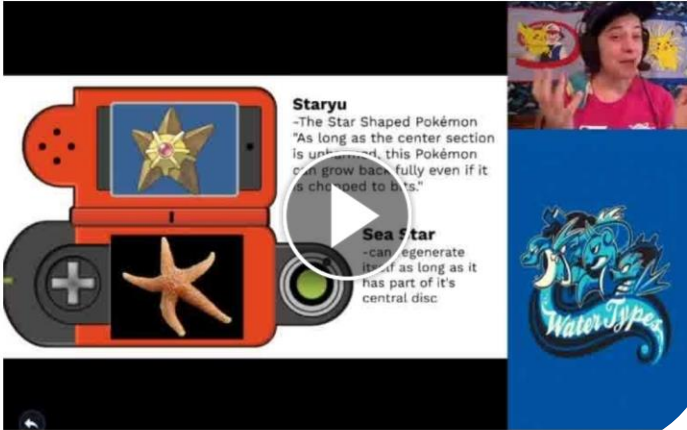 Staryu
-The Star Shaped Pokémon
"As long as the center section
is unharmed, this Pokémon
can grow back fully even if it
is chopped to bits."
Sea Star
-can regenerate
itself as long as it
has part of it's
central disc
Water Types